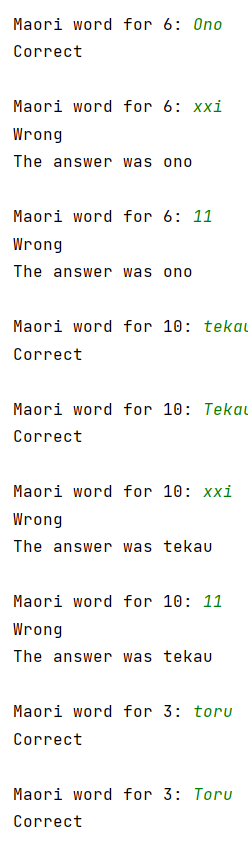 Maori word for 6: Ono
Correct
Maori word for 6: xxi
Wrong
The answer was ono
Maori word for 6: 11
Wrong
The answer was ono
Maori word for 10: tekau
Correct
Maori word for 10: Tekau
Correct
Maori word for 10: xxi
Wrong
The answer was tekau
Maori word for 10: 11
Wrong
The answer was tekau
Maori word for 3: toru
Correct
Maori word for 3: Toru
Correct